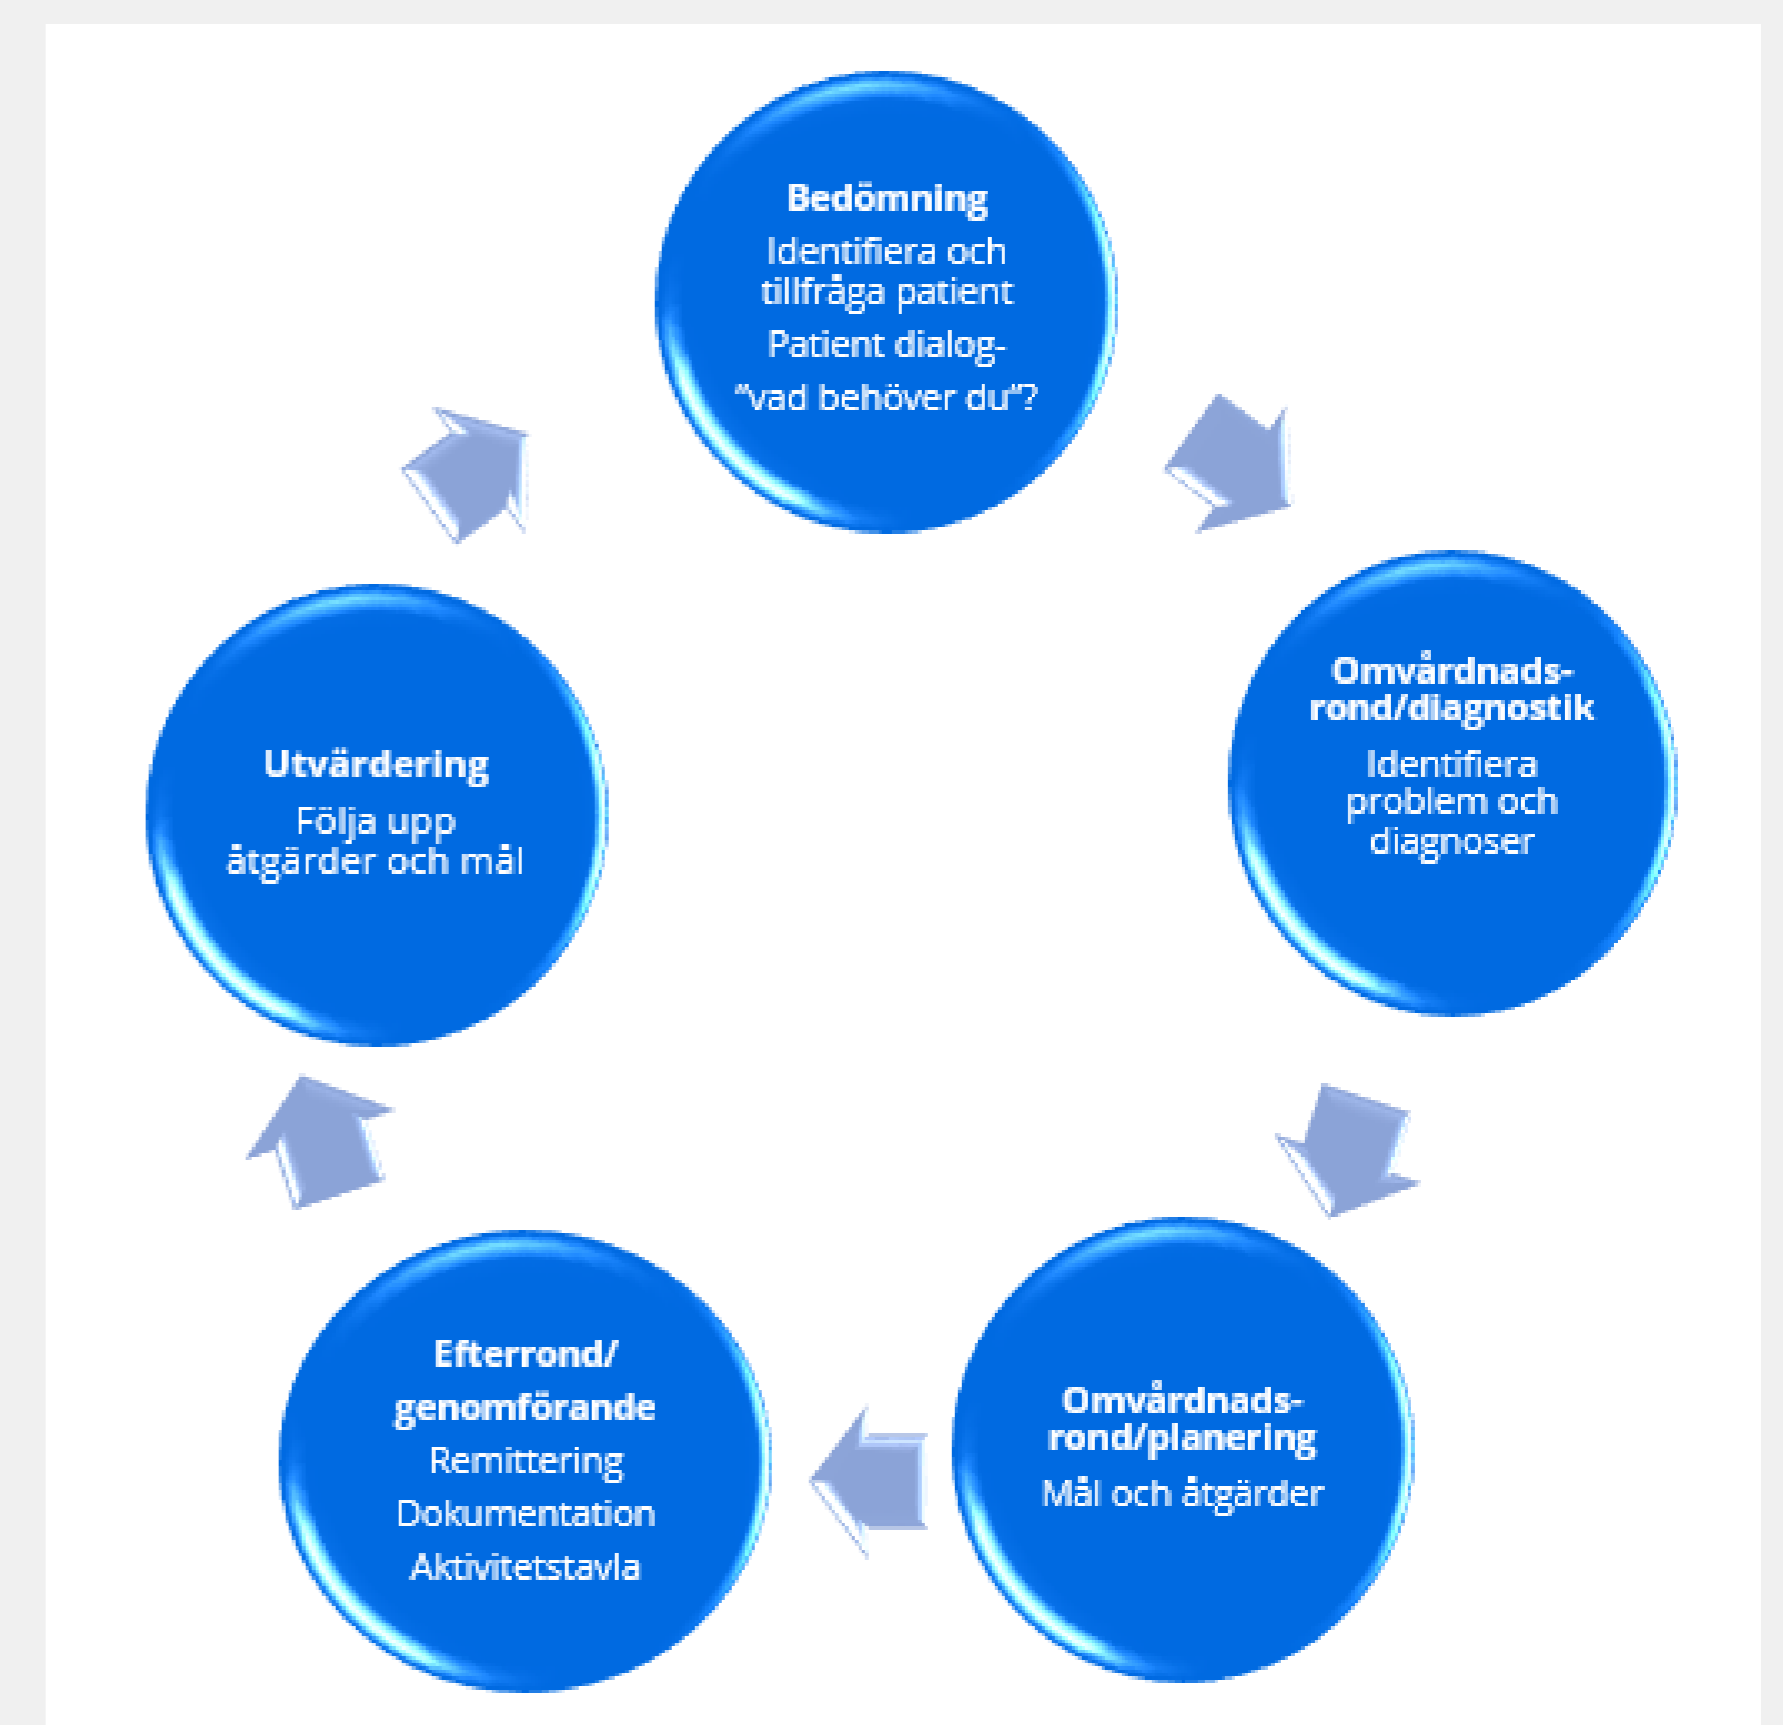 Bedömning
Identifiera och
tillfråga patient
Patient dialog-
"vad behöver du"?
Omvårdnads-
rond/diagnostik
Identifiera
problem och
diagnoser
Omvårdnads-
rond/planering
Mål och åtgärder
Efterrond/
genomförande
Remittering
Dokumentation
Aktivitetstavla
Utvärdering
Följa upp
åtgärder och mål